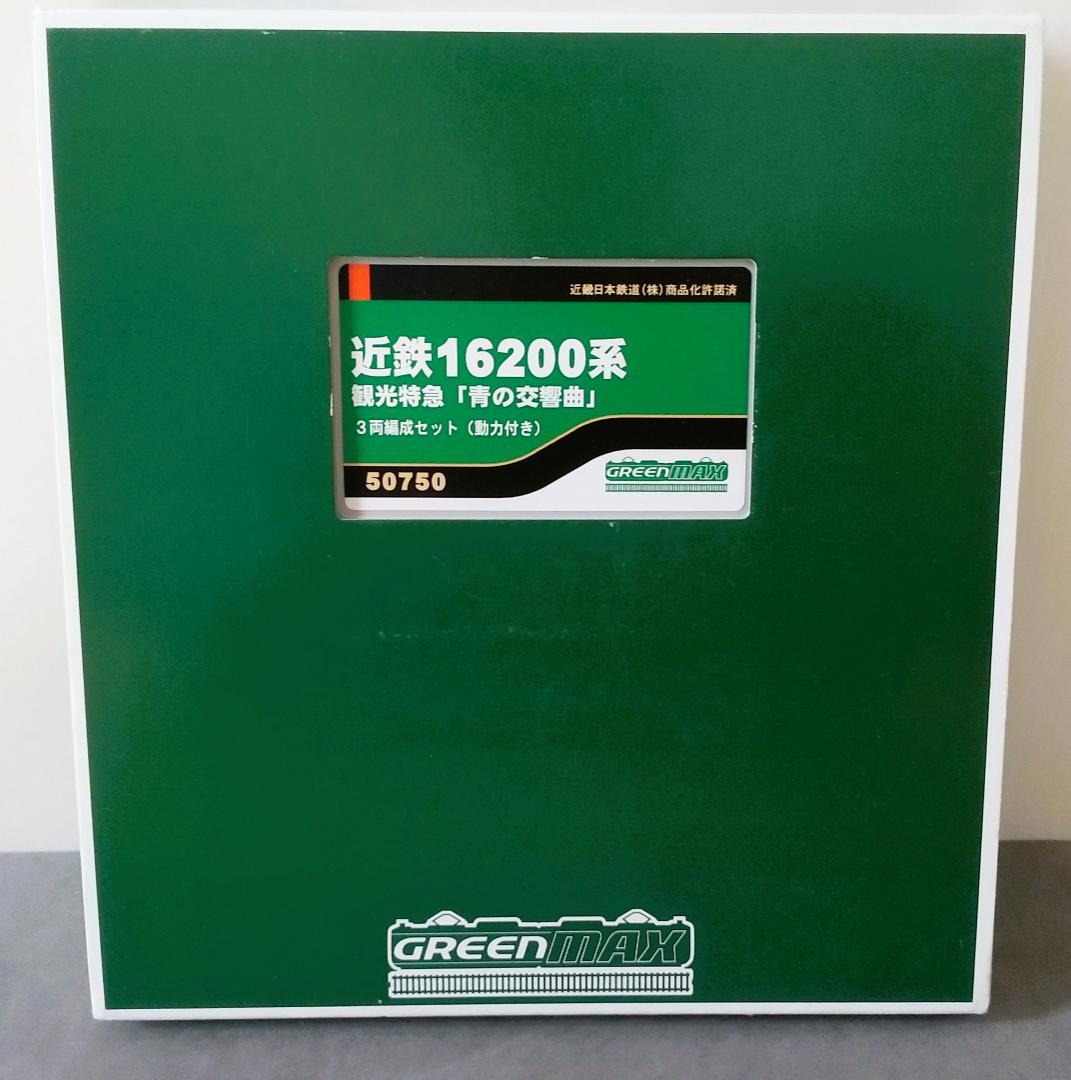 近畿日本鉄道(株)商品化許諾済
近鉄16200系
観光特急「青の交響曲」
3両編成セット(動力付き)
50750
GREENMAX
GREENMAX